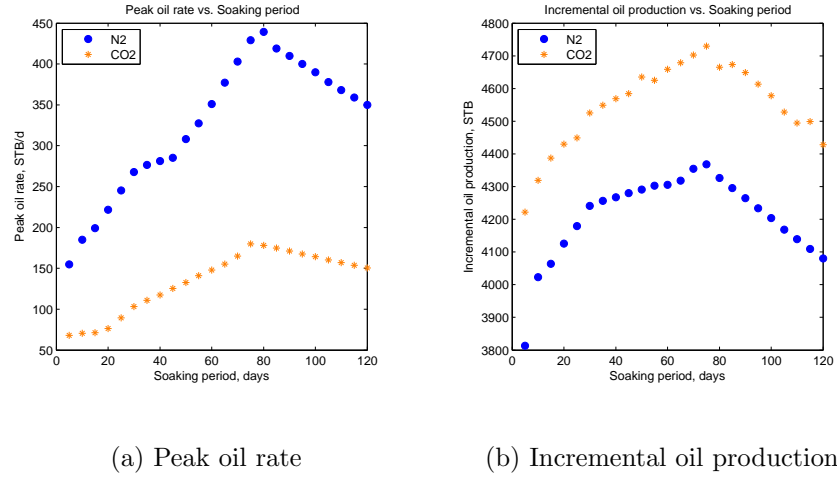 Peak oil rate vs. Soaking period
450
400
350
300
250
200
150
100
50
0 20 40 60 80 100 120
Peak oil rate, STB/d
Soaking period, days
N2
CO2
(a) Peak oil rate
Incremental oil production vs. Soaking period
4800
4700
4600
4500
4400
4300
4200
4100
4000
3900
3800
0 20 40 60 80 100 120
Incremental oil production, STB
Soaking period, days
N2
CO2
(b) Incremental oil production